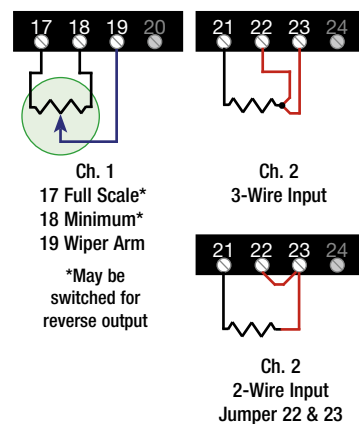 17 18 19 20
Ch. 1
17 Full Scale*
18 Minimum*
19 Wiper Arm
*May be
switched for
reverse output
21 22 23 24
Ch. 2
3-Wire Input
21 22 23 24
Ch. 2
2-Wire Input
Jumper 22 & 23